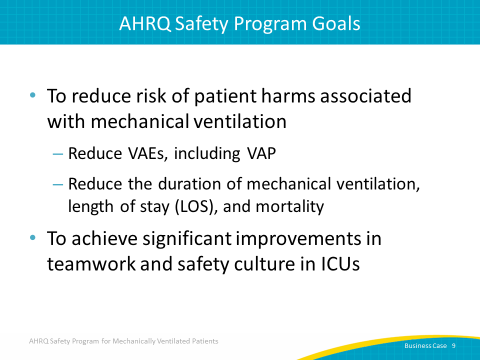 AHRQ Safety Program Goals
• To reduce risk of patient harms associated
with mechanical ventilation
– Reduce VAEs, including VAP
– Reduce the duration of mechanical ventilation,
length of stay (LOS), and mortality
• To achieve significant improvements in
teamwork and safety culture in ICUs
AHRQ Safety Program for Mechanically Ventilated Patients
Business Case 9